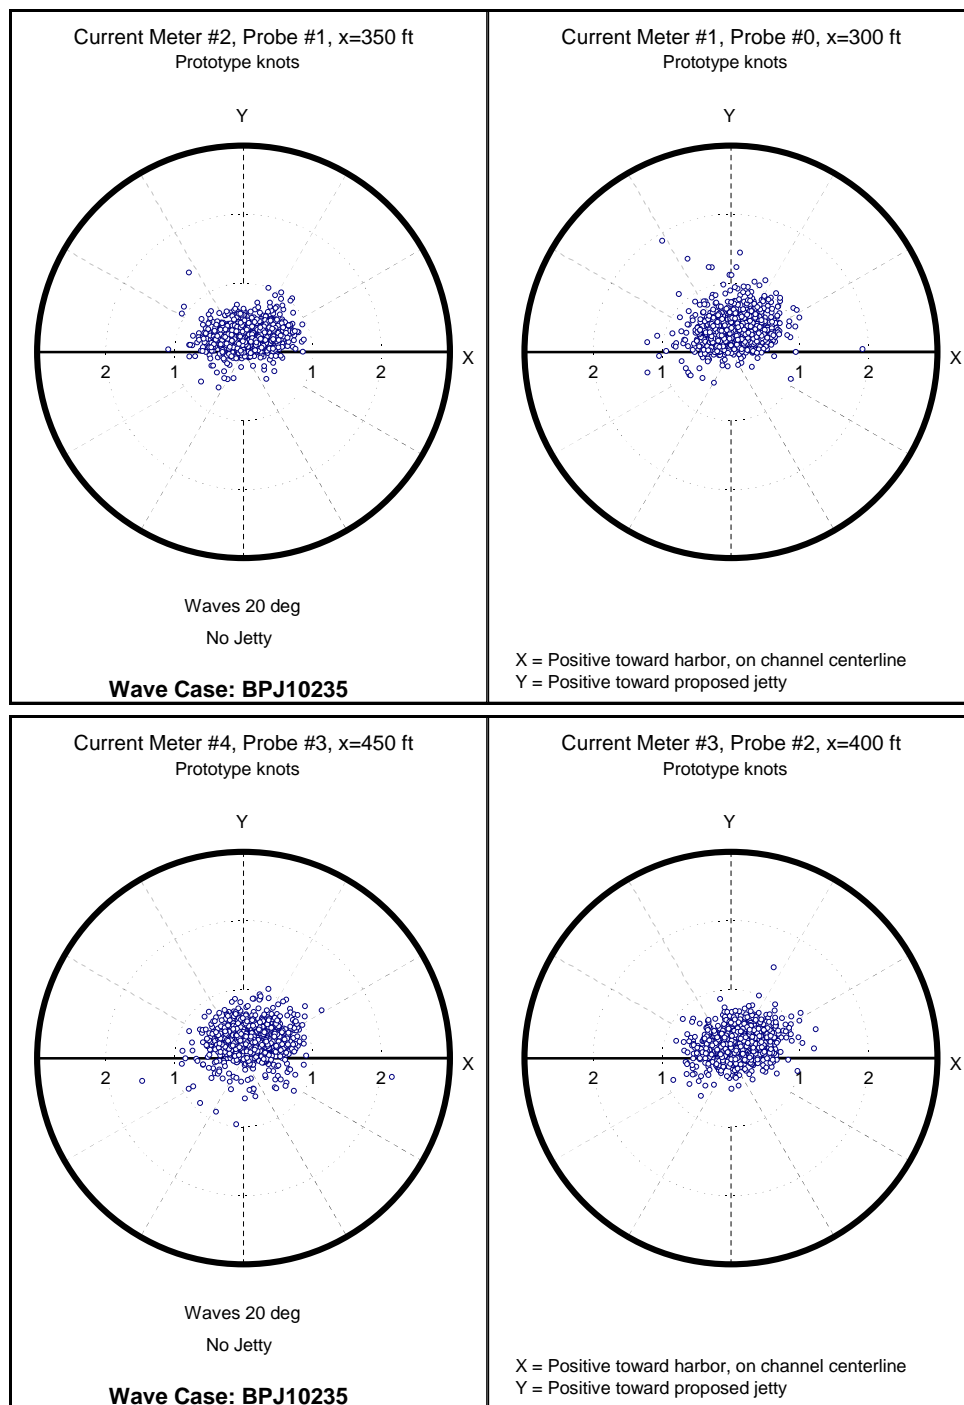 Current Meter #2, Probe #1, x=350 ft
Prototype knots
Y
X
2 1 1 2
Waves 20 deg
No Jetty
Wave Case: BPJ10235
Current Meter #1, Probe #0, x=300 ft
Prototype knots
Y
X
2 1 1 2
X = Positive toward harbor, on channel centerline
Y = Positive toward proposed jetty
Current Meter #4, Probe #3, x=450 ft
Prototype knots
Y
X
2 1 1 2
Waves 20 deg
No Jetty
Wave Case: BPJ10235
Current Meter #3, Probe #2, x=400 ft
Prototype knots
Y
X
2 1 1 2
X = Positive toward harbor, on channel centerline
Y = Positive toward proposed jetty